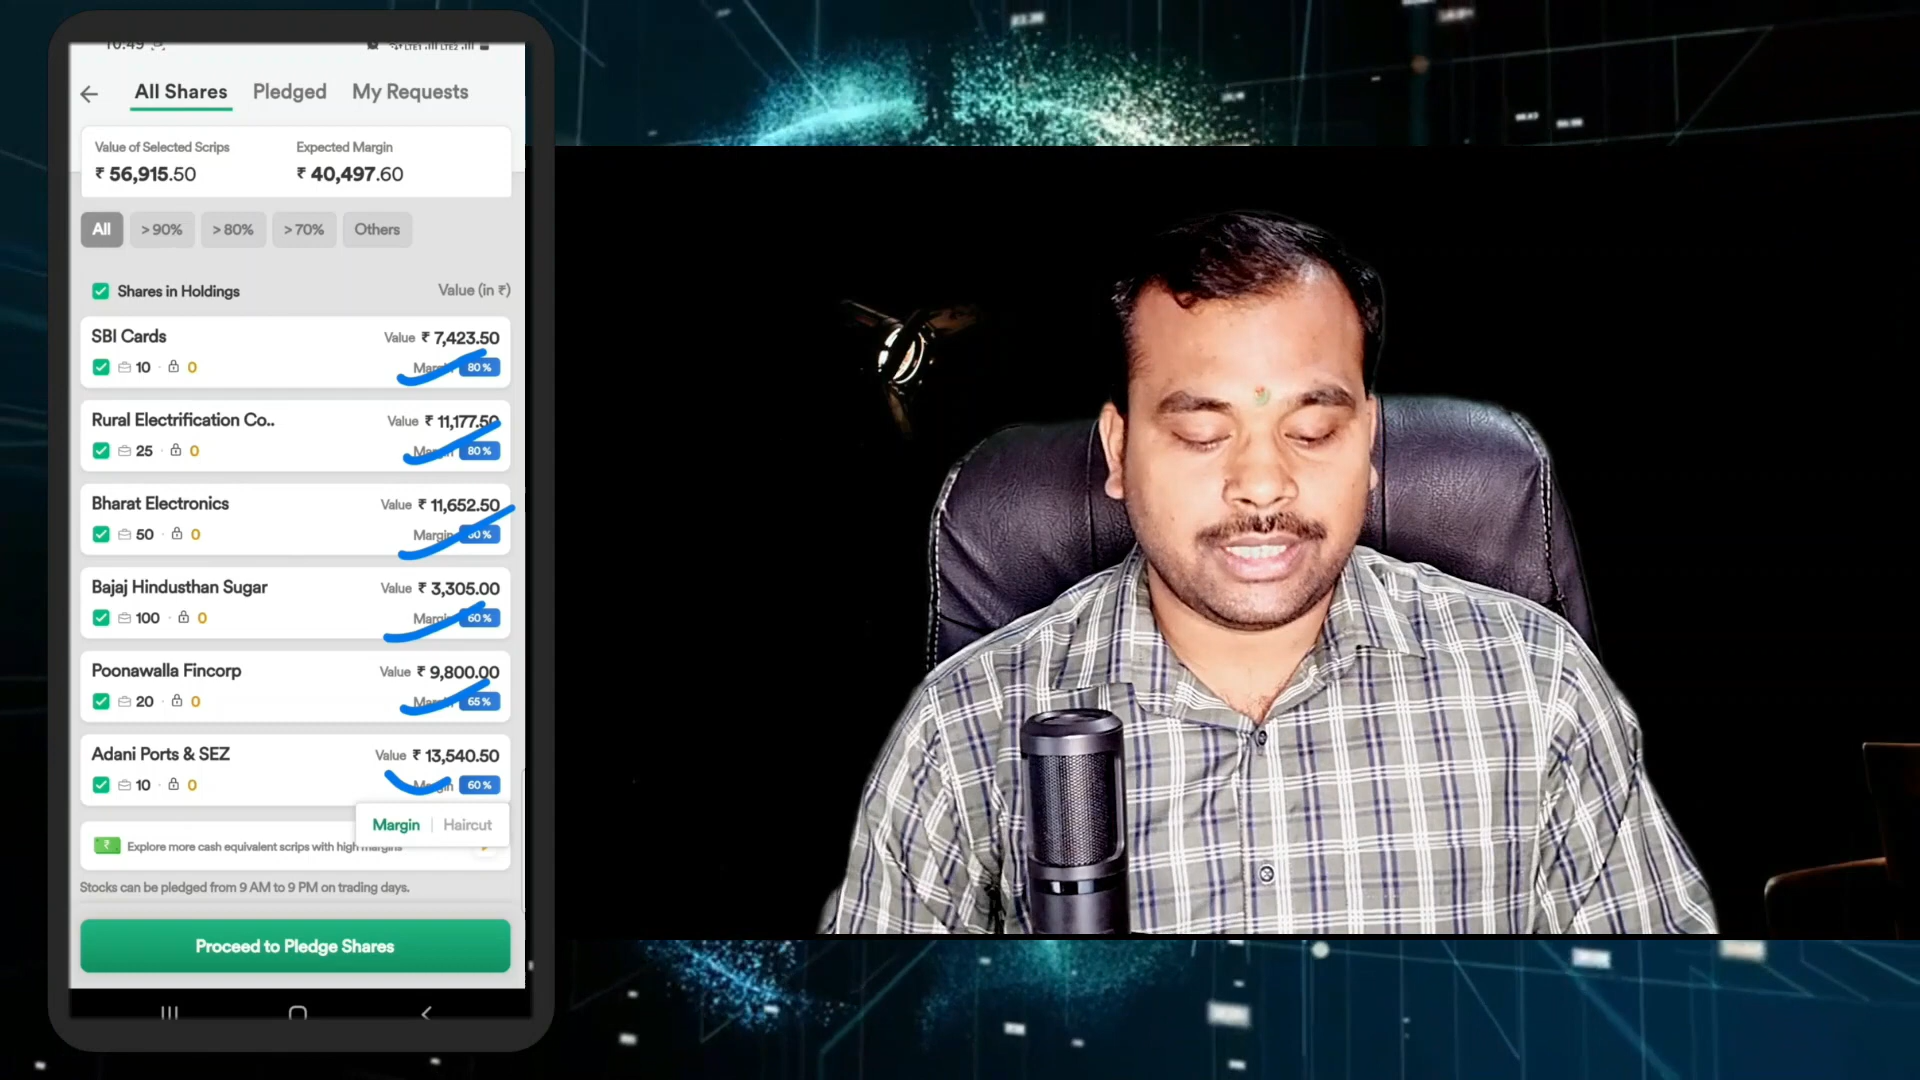 All Shares Pledged My Requests
Value of Selected Scrips Expected Margin
₹ 56,915.50 ₹ 40,497.60
All >90% >80% >70% Others
Shares in Holdings Value (in ₹)
SBI Cards Value ₹ 7,423.50
10 · 0 80%
Rural Electrification Co.. Value ₹ 11,177.50
25 · 0 80%
Bharat Electronics Value ₹ 11,652.50
50 · 0 Margin
Bajaj Hindusthan Sugar Value ₹ 3,305.00
100 · 0 Margin 60%
Poonawalla Fincorp Value ₹ 9,800.00
20 · 0 65%
Adani Ports & SEZ Value ₹ 13,540.50
10 · 0 60%
Margin | Haircut
Explore more cash equivalent scrips with high margins
Stocks can be pledged from 9 AM to 9 PM on trading days.
Proceed to Pledge Shares